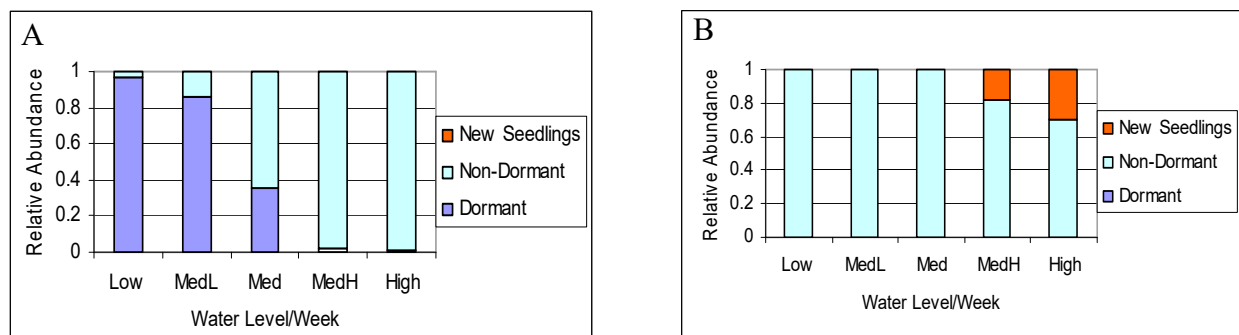 A
Relative Abundance
1
0.8
0.6
0.4
0.2
0
Low MedL Med MedH High
Water Level/Week
New Seedlings
Non-Dormant
Dormant
B
Relative Abundance
1
0.8
0.6
0.4
0.2
0
Low MedL Med MedH High
Water Level/Week
New Seedlings
Non-Dormant
Dormant